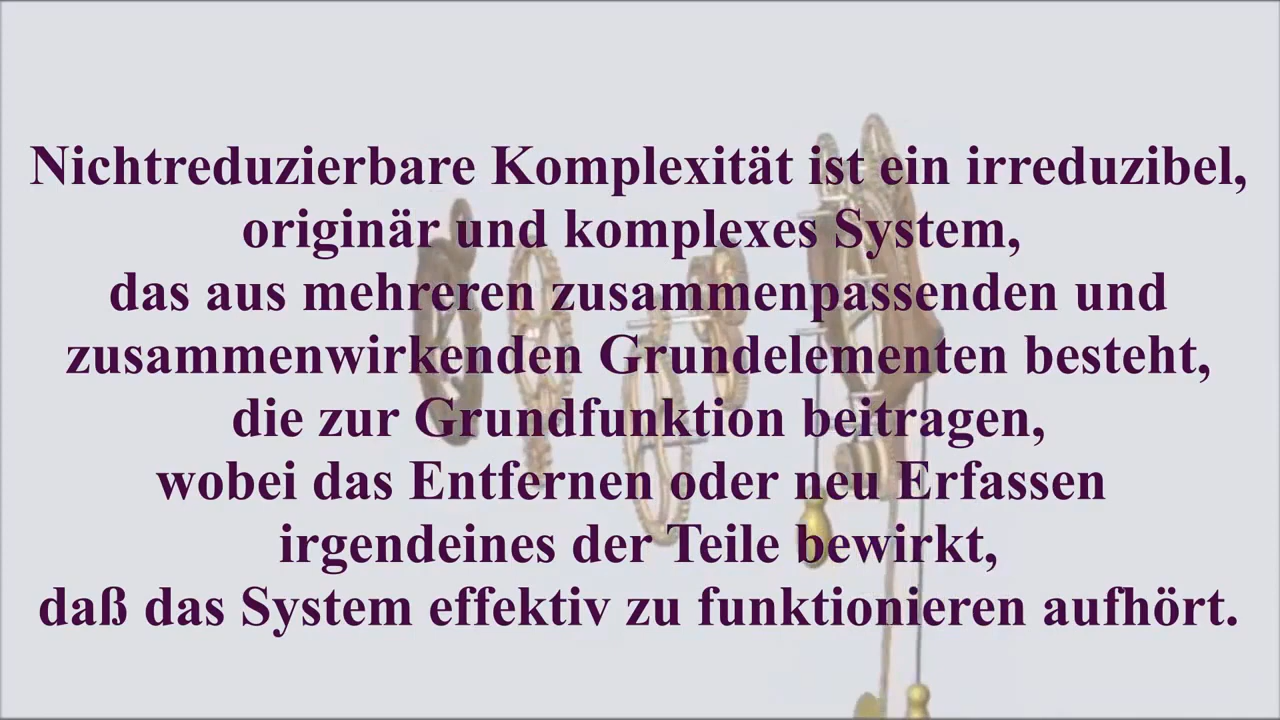 Nichtreduzierbare Komplexität ist ein irreduzibel,
originär und komplexes System,
das aus mehreren zusammenpassenden und
zusammenwirkenden Grundelementen besteht,
die zur Grundfunktion beitragen,
wobei das Entfernen oder neu Erfassen
irgendeines der Teile bewirkt,
daß das System effektiv zu funktionieren aufhört.